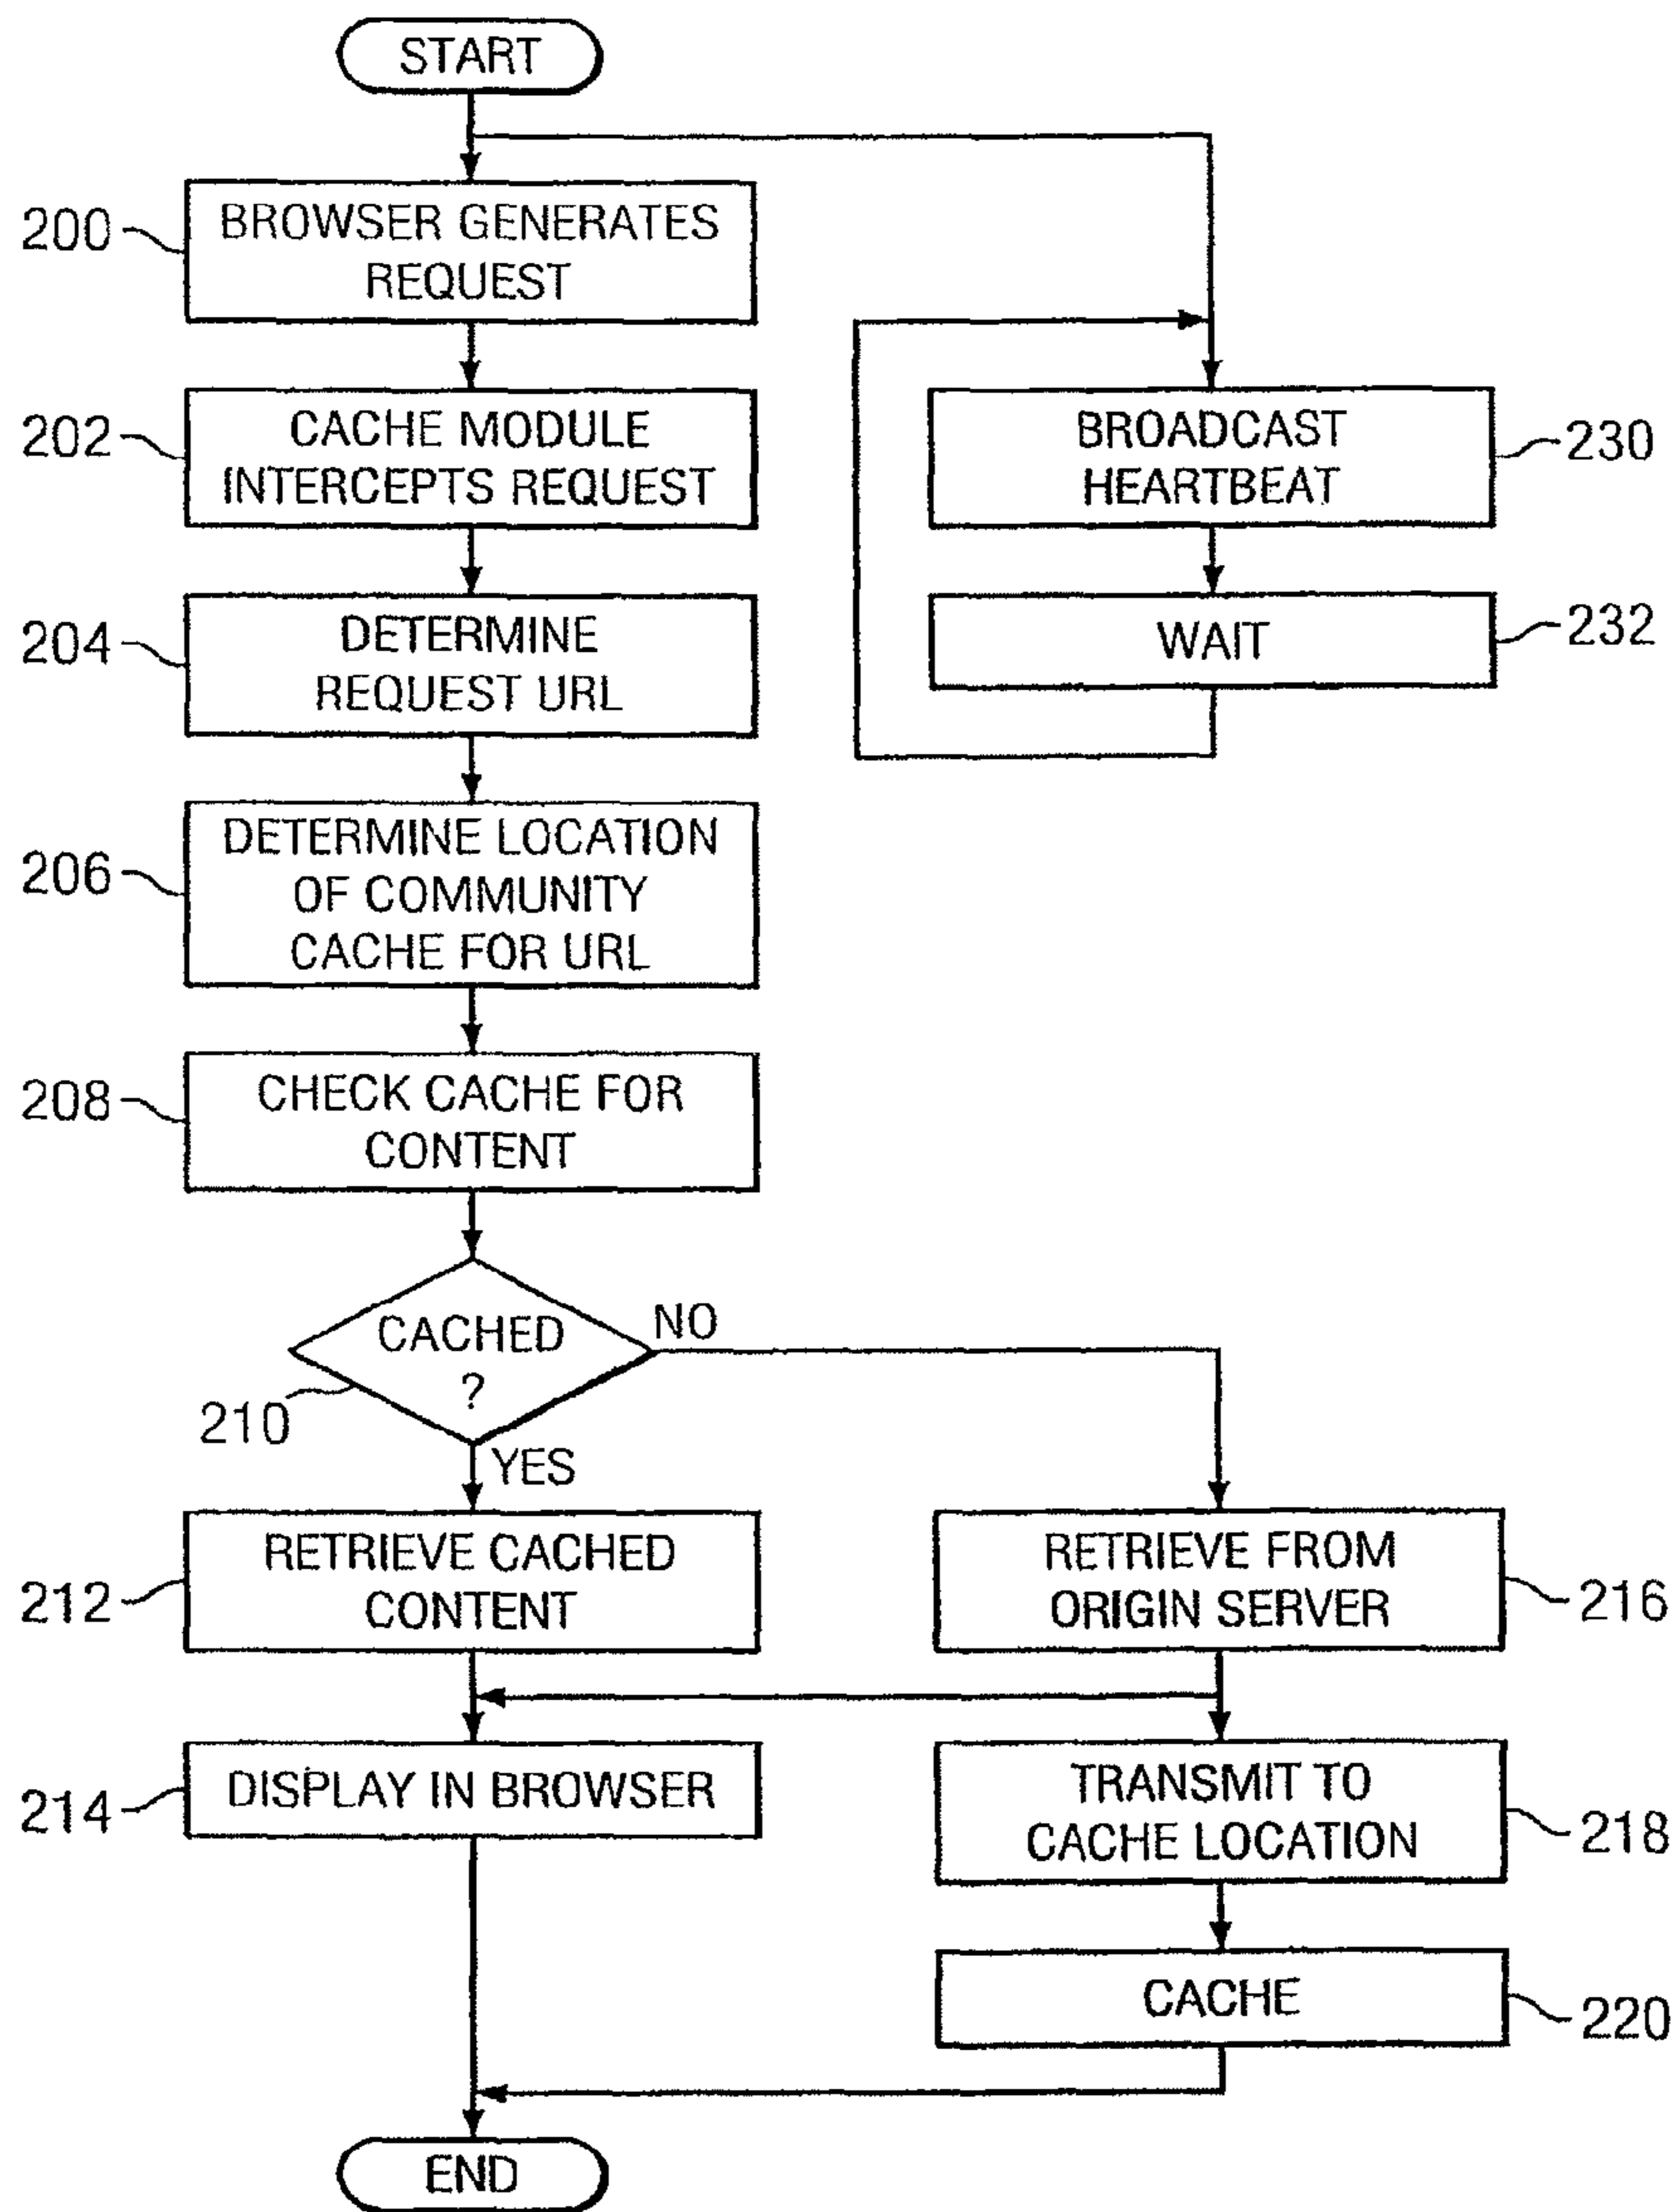 START
200
BROWSER GENERATES
REQUEST
202
CACHE MODULE
INTERCEPTS REQUEST
BROADCAST
HEARTBEAT
230
204
DETERMINE
REQUEST URL
WAIT
232
206
DETERMINE LOCATION
OF COMMUNITY
CACHE FOR URL
208
CHECK CACHE FOR
CONTENT
CACHED
?
NO
210
YES
212
RETRIEVE CACHED
CONTENT
RETRIEVE FROM
ORIGIN SERVER
216
214
DISPLAY IN BROWSER
TRANSMIT TO
CACHE LOCATION
218
CACHE
220
END